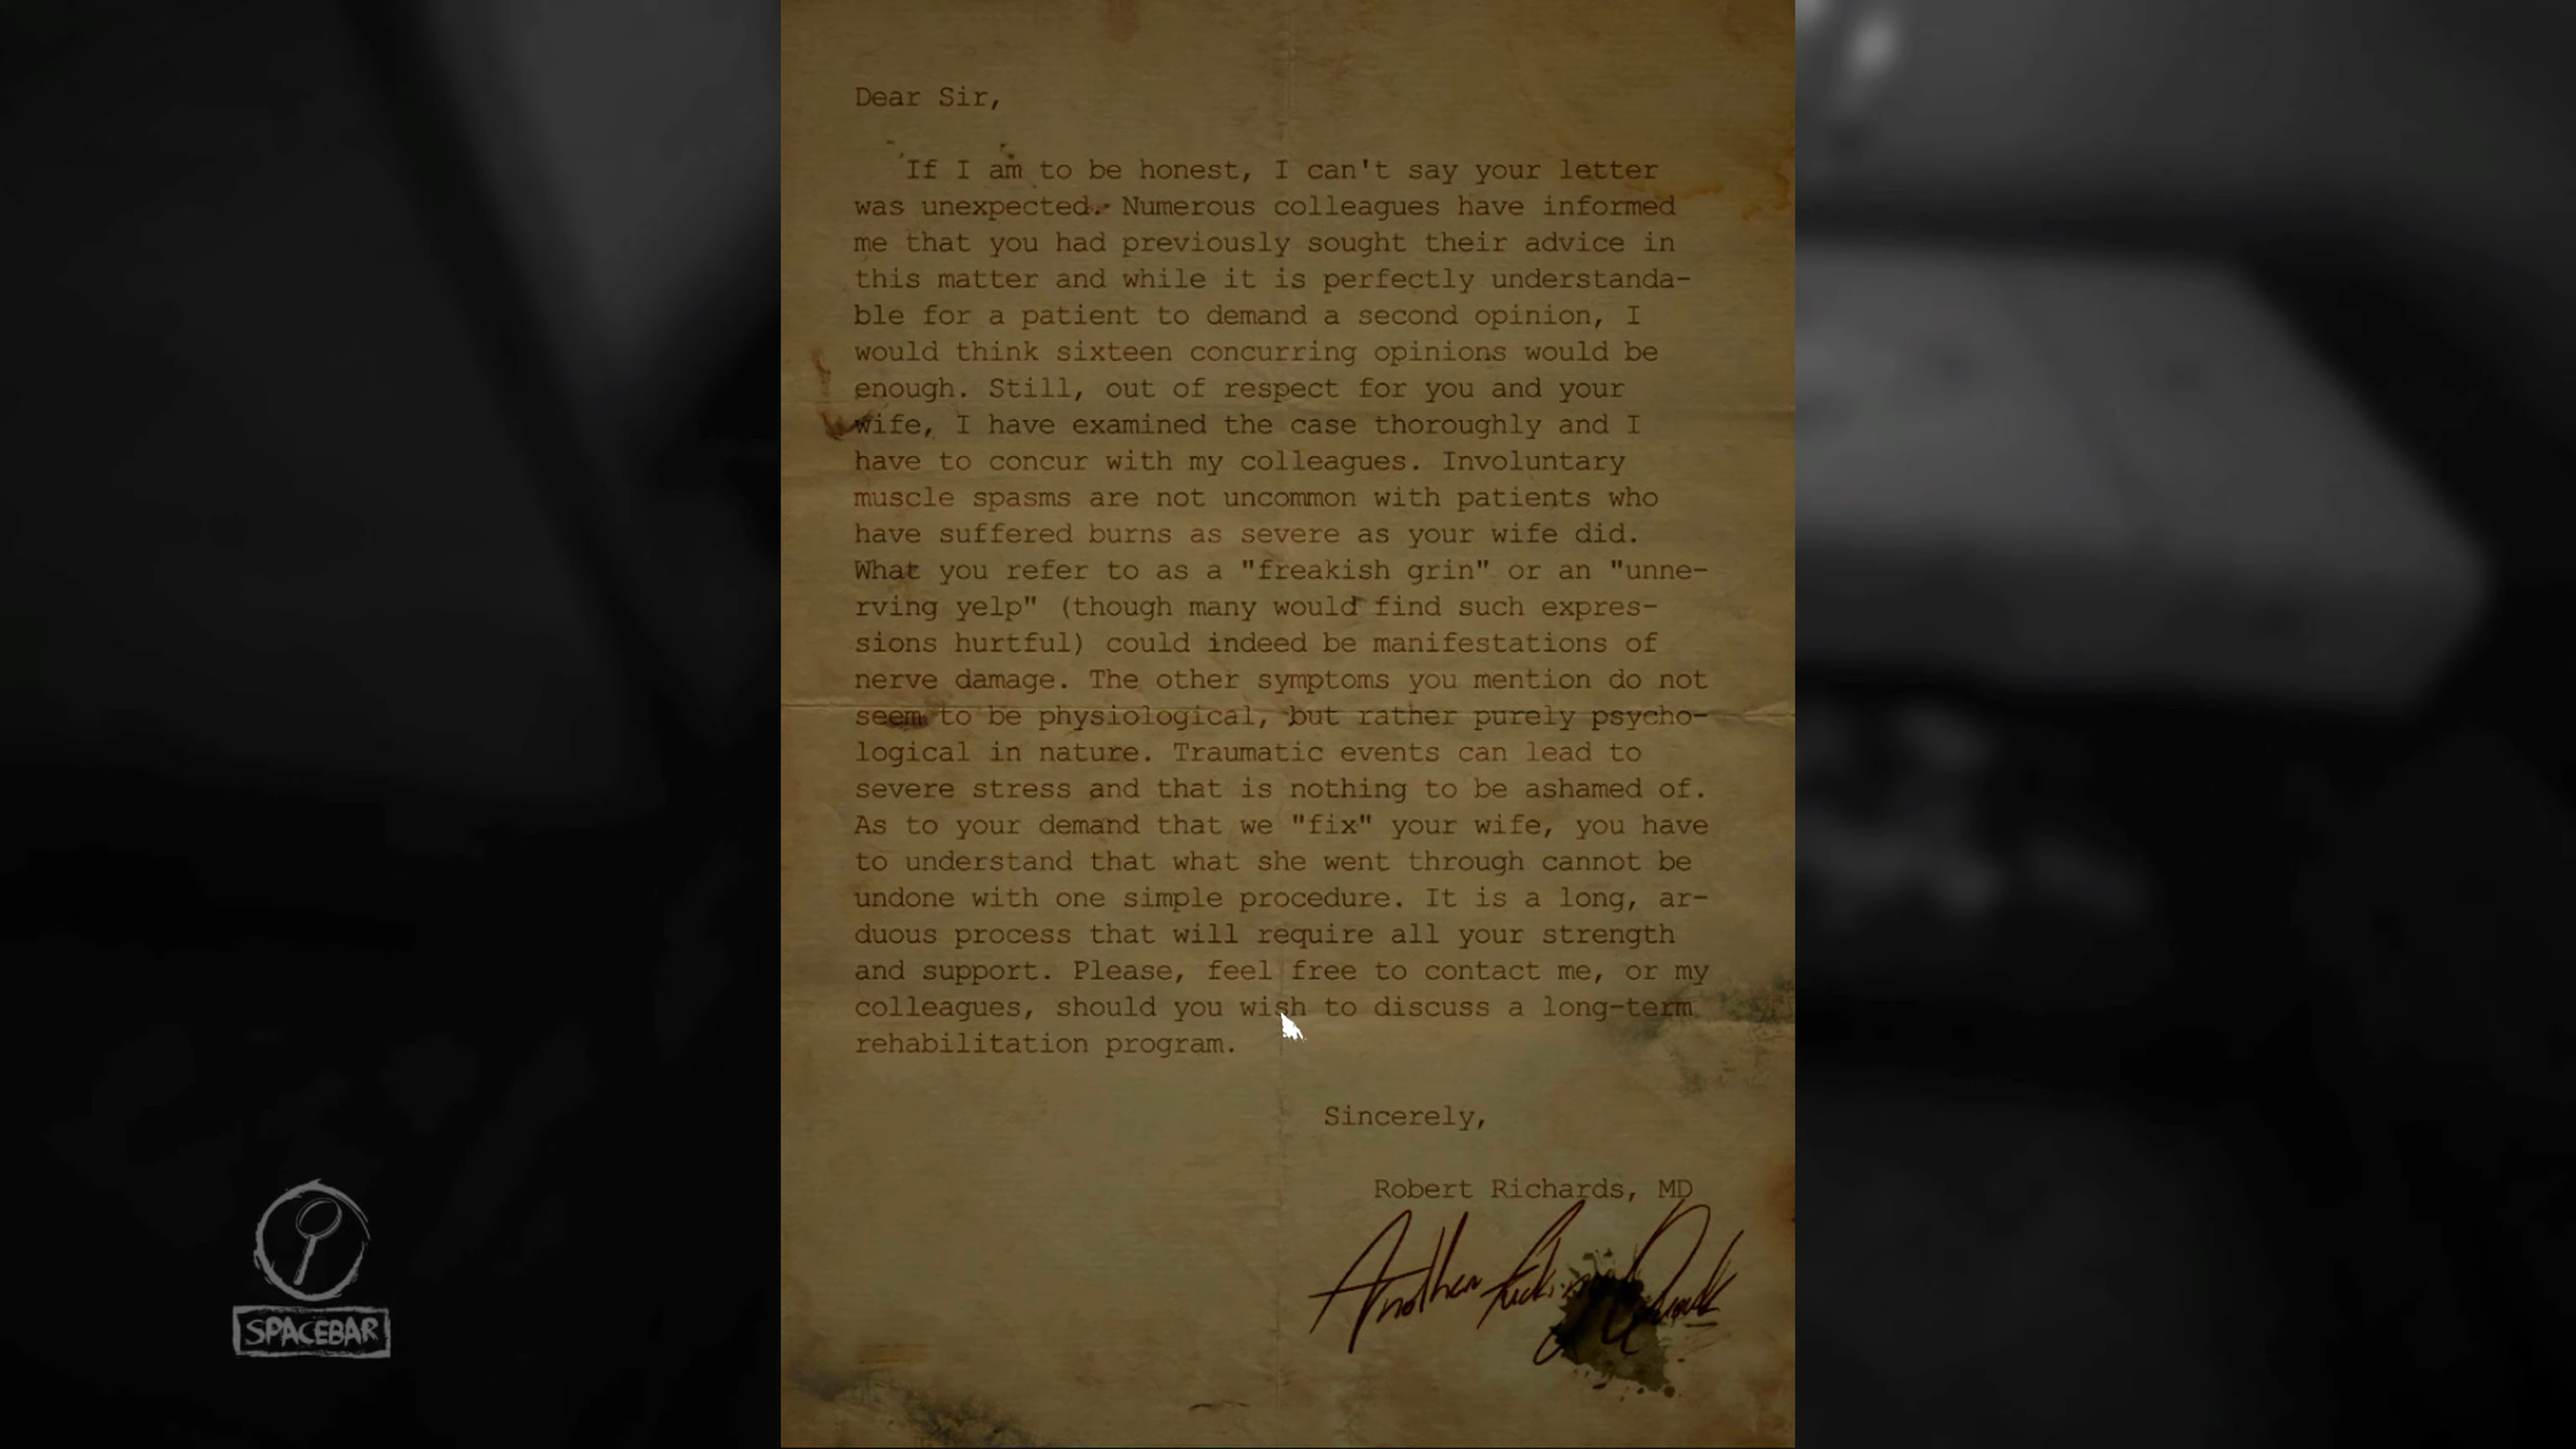 Dear Sir,
If I am to be honest, I can't say your letter
was unexpected. Numerous colleagues have informed
me that you had previously sought their advice in
this matter and while it is perfectly understanda-
ble for a patient to demand a second opinion, I
would think sixteen concurring opinions would be
enough. Still, out of respect for you and your
wife, I have examined the case thoroughly and I
have to concur with my colleagues. Involuntary
muscle spasms are not uncommon with patients who
have suffered burns as severe as your wife did.
What you refer to as a "freakish grin" or an "unne-
rving yelp" (though many would find such expres-
sions hurtful) could indeed be manifestations of
nerve damage. The other symptoms you mention do not
seem to be physiological, but rather purely psycho-
logical in nature. Traumatic events can lead to
severe stress and that is nothing to be ashamed of.
As to your demand that we "fix" your wife, you have
to understand that what she went through cannot be
undone with one simple procedure. It is a long, ar-
duous process that will require all your strength
and support. Please, feel free to contact me, or my
colleagues, should you wish to discuss a long-term
rehabilitation program.
Sincerely,
Robert Richards, MD
Another
SPACEBAR